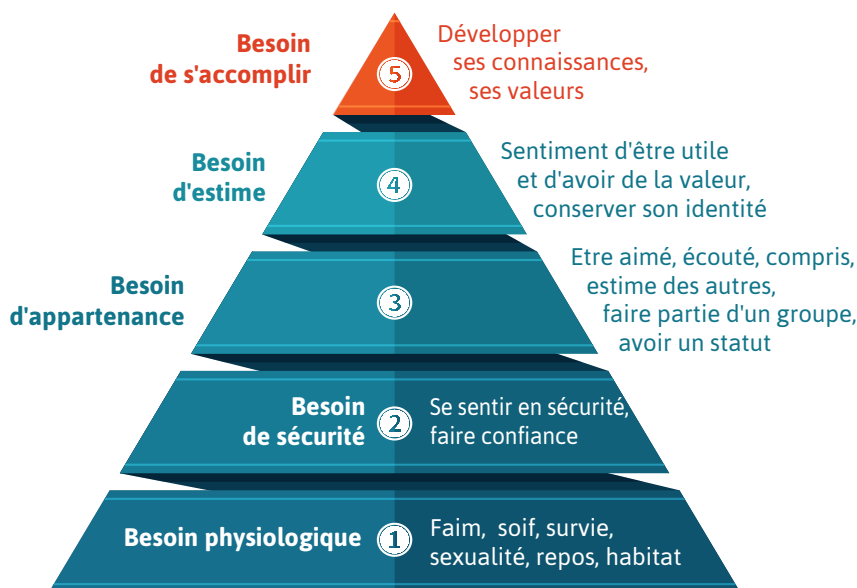 Besoin
de s'accomplir
5
Développer
ses connaissances,
ses valeurs
Besoin
d'estime
4
Sentiment d'être utile
et d'avoir de la valeur,
conserver son identité
Besoin
d'appartenance
3
Etre aimé, écouté, compris,
estime des autres,
faire partie d'un groupe,
avoir un statut
Besoin
de sécurité
2
Se sentir en sécurité,
faire confiance
Besoin physiologique
1
Faim, soif, survie,
sexualité, repos, habitat